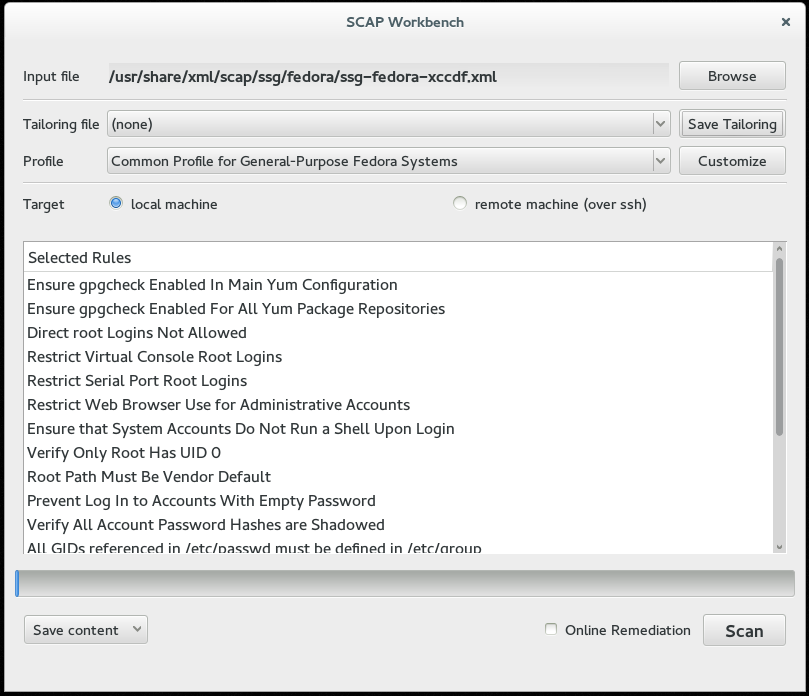 SCAP Workbench
Input file /usr/share/xml/scap/ssg/fedora/ssg-fedora-xccdf.xml Browse
Tailoring file (none) Save Tailoring
Profile Common Profile for General-Purpose Fedora Systems Customize
Target local machine remote machine (over ssh)
Selected Rules
Ensure gpgcheck Enabled In Main Yum Configuration
Ensure gpgcheck Enabled For All Yum Package Repositories
Direct root Logins Not Allowed
Restrict Virtual Console Root Logins
Restrict Serial Port Root Logins
Restrict Web Browser Use for Administrative Accounts
Ensure that System Accounts Do Not Run a Shell Upon Login
Verify Only Root Has UID 0
Root Path Must Be Vendor Default
Prevent Log In to Accounts With Empty Password
Verify All Account Password Hashes are Shadowed
All GIDs referenced in /etc/passwd must be defined in /etc/group
Save content Online Remediation Scan